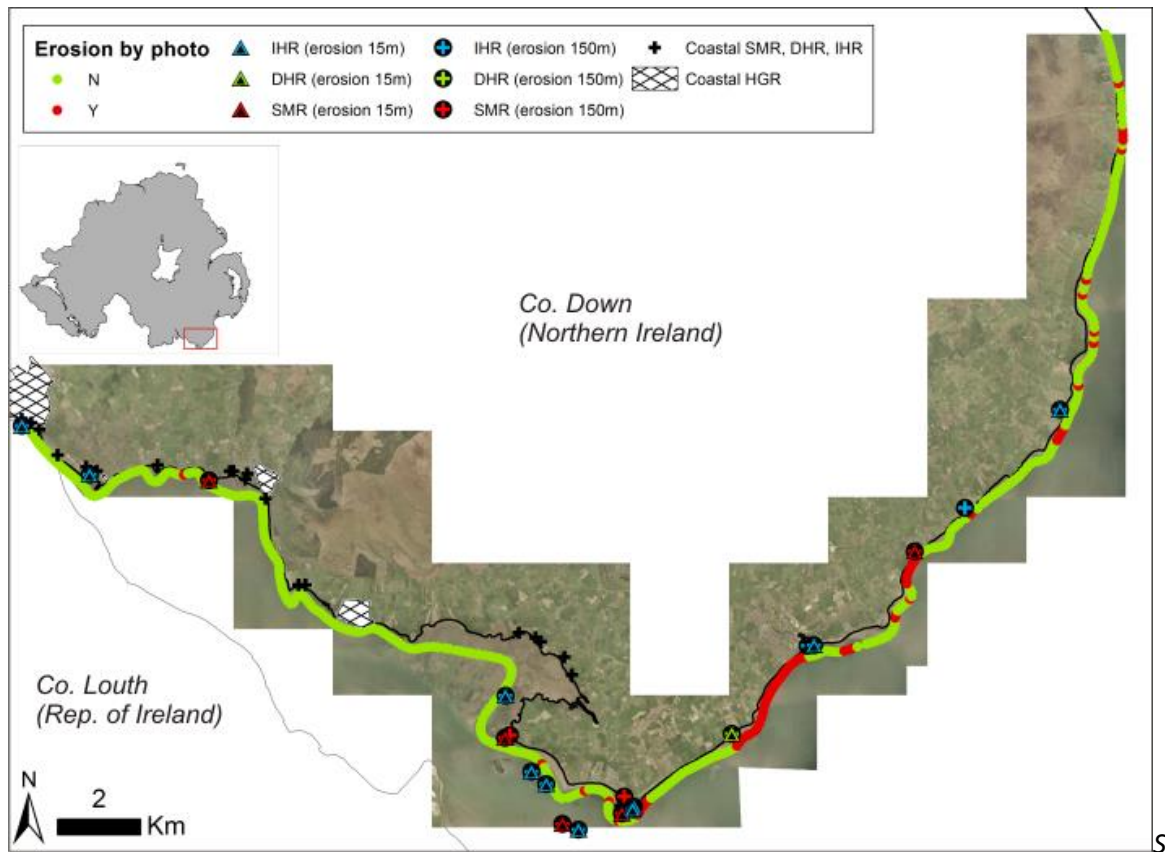 Erosion by photo
N
Y
IHR (erosion 15m)
DHR (erosion 15m)
SMR (erosion 15m)
IHR (erosion 150m)
DHR (erosion 150m)
SMR (erosion 150m)
Coastal SMR, DHR, IHR
Coastal HGR
Co. Down
(Northern Ireland)
Co. Louth
(Rep. of Ireland)
N
2
Km
S